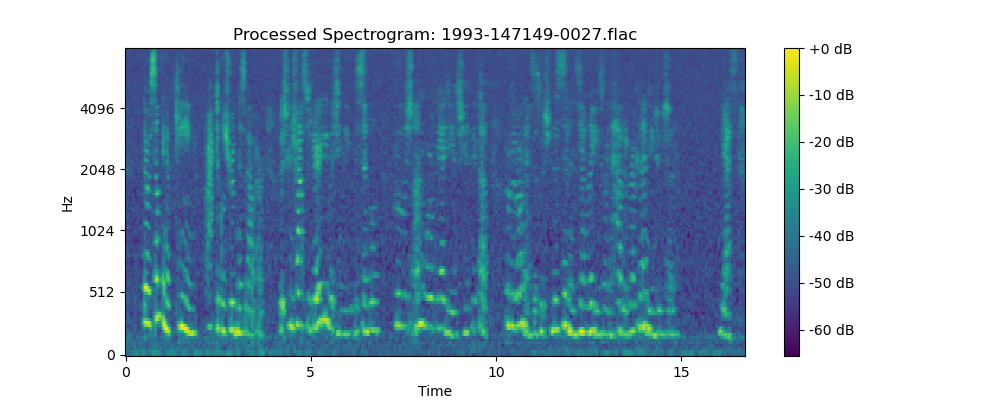 Processed Spectrogram: 1993-147149-0027.flac
4096
2048
1024
512
0
Hz
0 5 10 15
Time
+0 dB
-10 dB
-20 dB
-30 dB
-40 dB
-50 dB
-60 dB